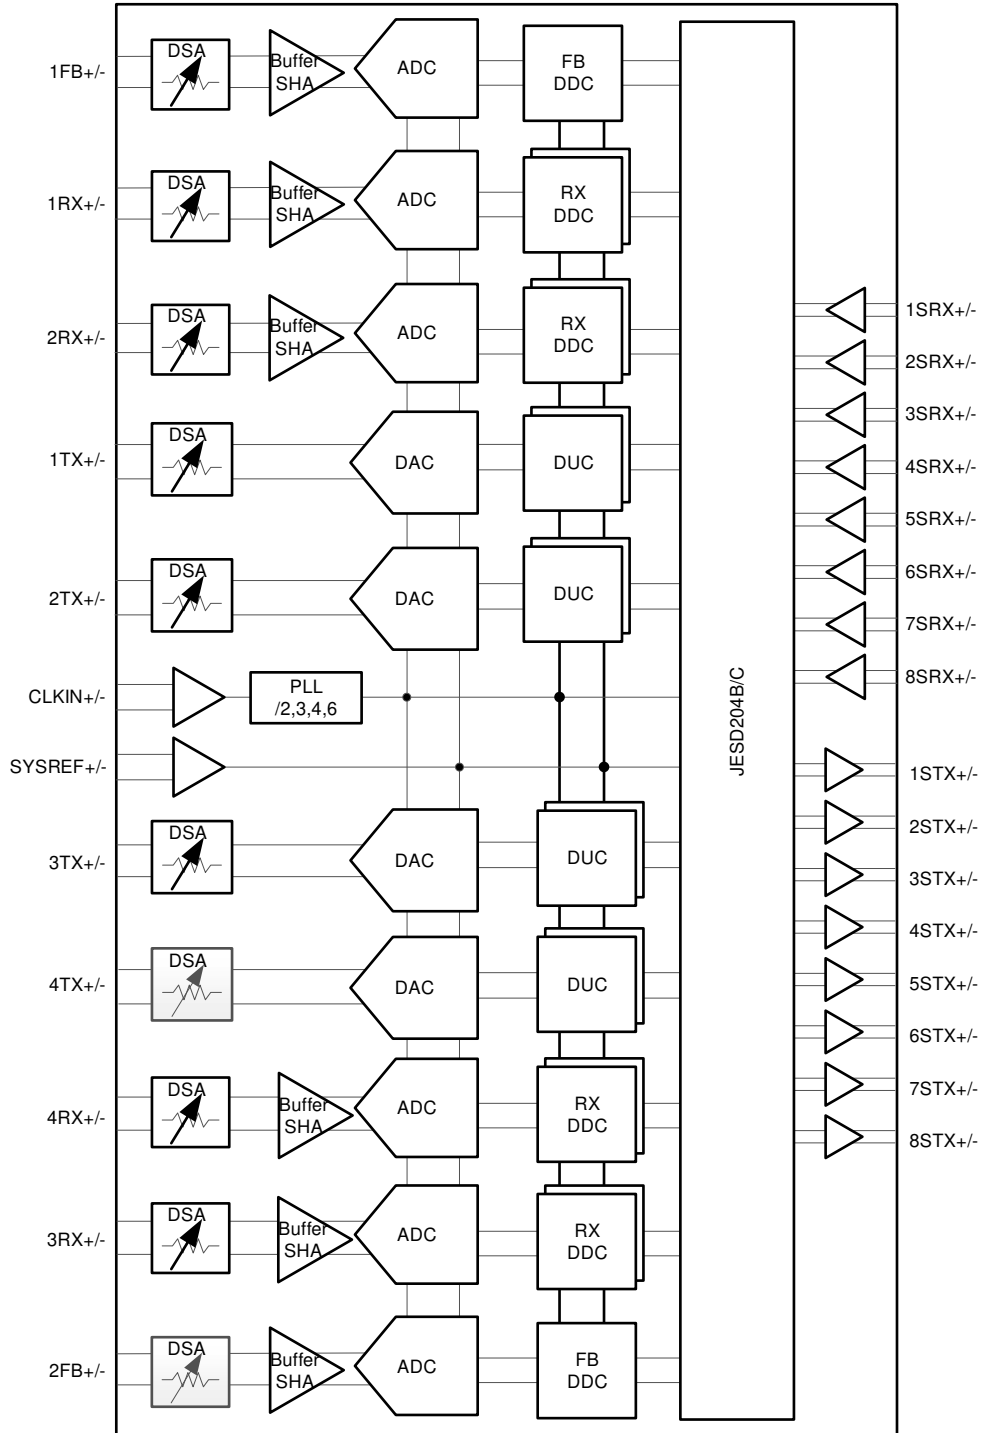 1FB+/-
DSA
Buffer
SHA
ADC
FB
DDC
1RX+/-
DSA
Buffer
SHA
ADC
RX
DDC
2RX+/-
DSA
Buffer
SHA
ADC
RX
DDC
1TX+/-
DSA
DAC
DUC
2TX+/-
DSA
DAC
DUC
CLKIN+/-
PLL
/2,3,4,6
SYSREF+/-
3TX+/-
DSA
DAC
DUC
4TX+/-
DSA
DAC
DUC
4RX+/-
DSA
Buffer
SHA
ADC
RX
DDC
3RX+/-
DSA
Buffer
SHA
ADC
RX
DDC
2FB+/-
DSA
Buffer
SHA
ADC
FB
DDC
JESD204B/C
1SRX+/-
2SRX+/-
3SRX+/-
4SRX+/-
5SRX+/-
6SRX+/-
7SRX+/-
8SRX+/-
1STX+/-
2STX+/-
3STX+/-
4STX+/-
5STX+/-
6STX+/-
7STX+/-
8STX+/-